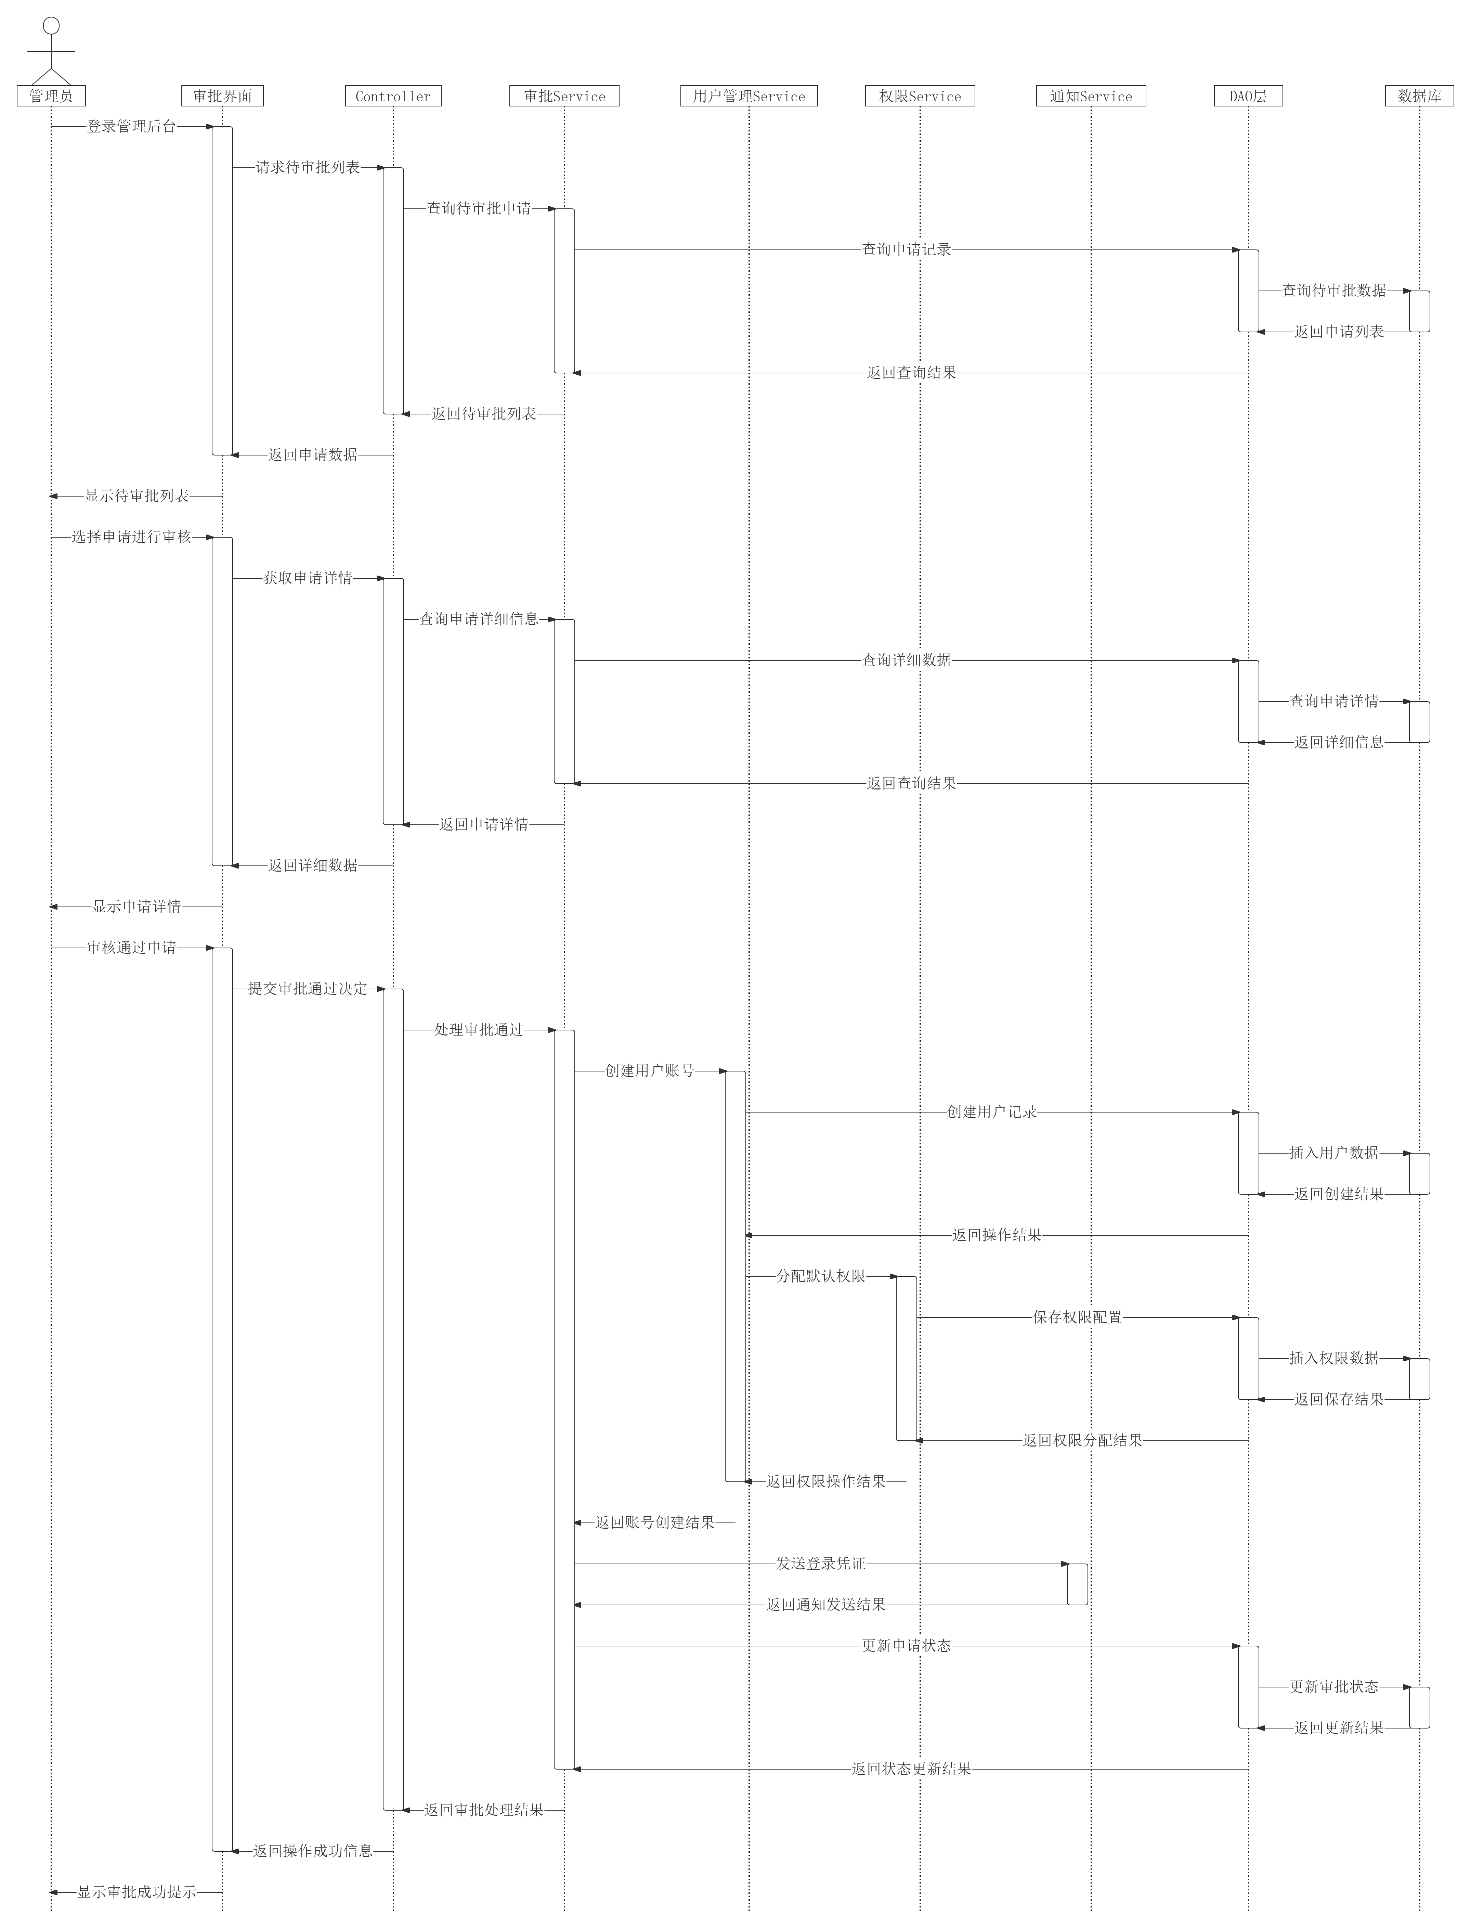 管理员
审批界面
Controller
审批Service
用户管理Service
权限Service
通知Service
DAO层
数据库
登录管理后台
请求待审批列表
查询待审批申请
查询申请记录
查询待审批数据
返回申请列表
返回查询结果
返回待审批列表
返回申请数据
显示待审批列表
选择申请进行审核
获取申请详情
查询申请详细信息
查询详细数据
查询申请详情
返回详细信息
返回查询结果
返回申请详情
返回详细数据
显示申请详情
审核通过申请
提交审批通过决定
处理审批通过
创建用户账号
创建用户记录
插入用户数据
返回创建结果
返回操作结果
分配默认权限
保存权限配置
插入权限数据
返回保存结果
返回权限分配结果
返回权限操作结果
返回账号创建结果
发送登录凭证
返回通知发送结果
更新申请状态
更新审批状态
返回更新结果
返回状态更新结果
返回审批处理结果
返回操作成功信息
显示审批成功提示